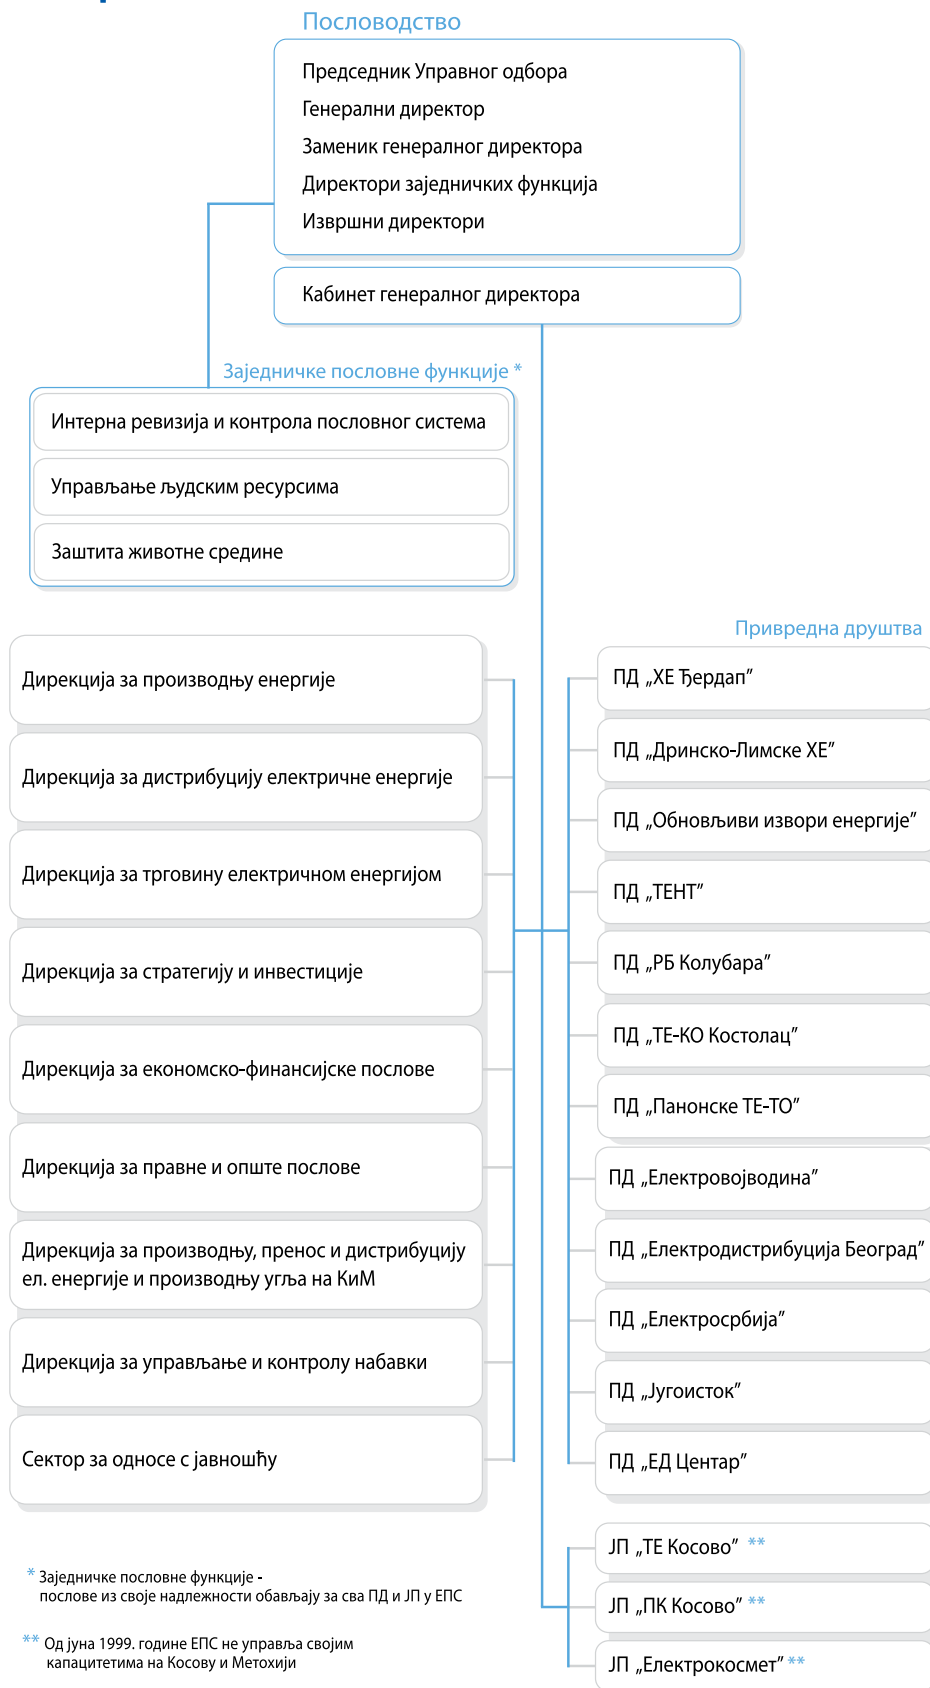 Пословодство
Председник Управног одбора
Генерални директор
Заменик генералног директора
Директори заједничких функција
Извршни директори
Кабинет генералног директора
Заједничке пословне функције *
Интерна ревизија и контрола пословног система
Управљање људским ресурсима
Заштита животне средине
Дирекција за производњу енергије
Дирекција за дистрибуцију електричне енергије
Дирекција за трговину електричном енергијом
Дирекција за стратегију и инвестиције
Дирекција за економско-финансијске послове
Дирекција за правне и опште послове
Дирекција за производњу, пренос и дистрибуцију
ел. енергије и производњу угља на КиМ
Дирекција за управљање и контролу набавки
Сектор за односе с јавношћу
Привредна друштва
ПД „ХЕ Ђердап”
ПД „Дринско-Лимске ХЕ”
ПД „Обновљиви извори енергије”
ПД „ТЕНТ”
ПД „РБ Колубара”
ПД „ТЕ-КО Костолац”
ПД „Панонске ТЕ-ТО”
ПД „Електровојводина”
ПД „Електродистрибуција Београд”
ПД „Електросрбија”
ПД „Југоисток”
ПД „ЕД Центар”
ЈП „ТЕ Косово” **
ЈП „ПК Косово” **
ЈП „Електрокосмет” **
* Заједничке пословне функције -
послове из своје надлежности обављају за сва ПД и ЈП у ЕПС
** Од јуна 1999. године ЕПС не управља својим
капацитетима на Косову и Метохији